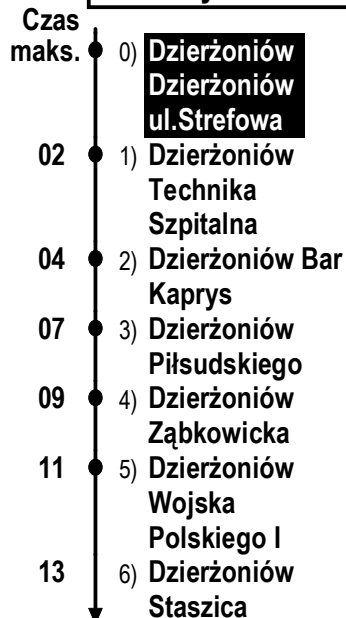 Czas
maks. 0) Dzierżoniów
Dzierżoniów
ul.Strefowa
02 1) Dzierżoniów
Technika
Szpitalna
04 2) Dzierżoniów Bar
Kaprys
07 3) Dzierżoniów
Piłsudskiego
09 4) Dzierżoniów
Ząbkowicka
11 5) Dzierżoniów
Wojska
Polskiego I
13 6) Dzierżoniów
Staszica